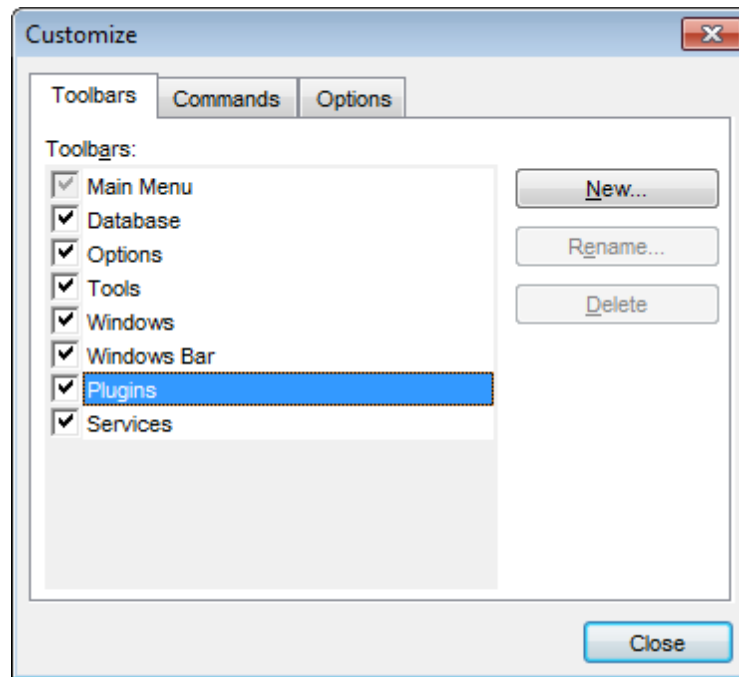 Customize
Toolbars Commands Options
Toolbars:
Main Menu
Database
Options
Tools
Windows
Windows Bar
Plugins
Services
New...
Rename...
Delete
Close